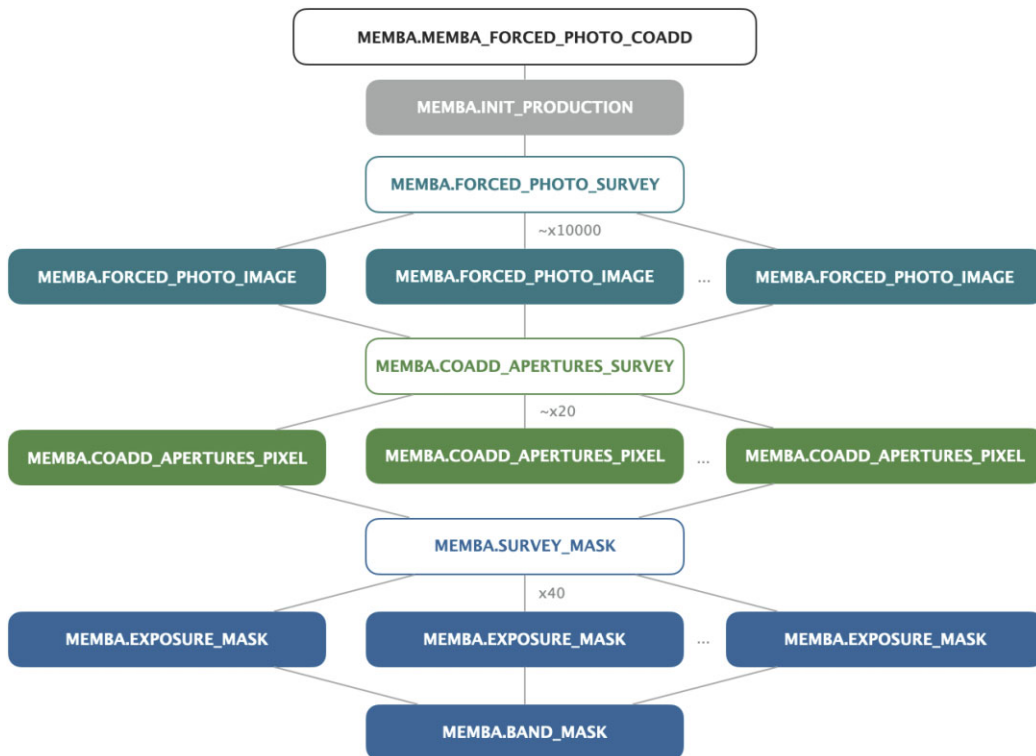 MEMBA.MEMBA_FORCED_PHOTO_COADD
MEMBA.INIT_PRODUCTION
MEMBA.FORCED_PHOTO_SURVEY
~x10000
MEMBA.FORCED_PHOTO_IMAGE
MEMBA.FORCED_PHOTO_IMAGE
...
MEMBA.FORCED_PHOTO_IMAGE
MEMBA.COADD_APERTURES_SURVEY
~x20
MEMBA.COADD_APERTURES_PIXEL
MEMBA.COADD_APERTURES_PIXEL
...
MEMBA.COADD_APERTURES_PIXEL
MEMBA.SURVEY_MASK
x40
MEMBA.EXPOSURE_MASK
MEMBA.EXPOSURE_MASK
...
MEMBA.EXPOSURE_MASK
MEMBA.BAND_MASK